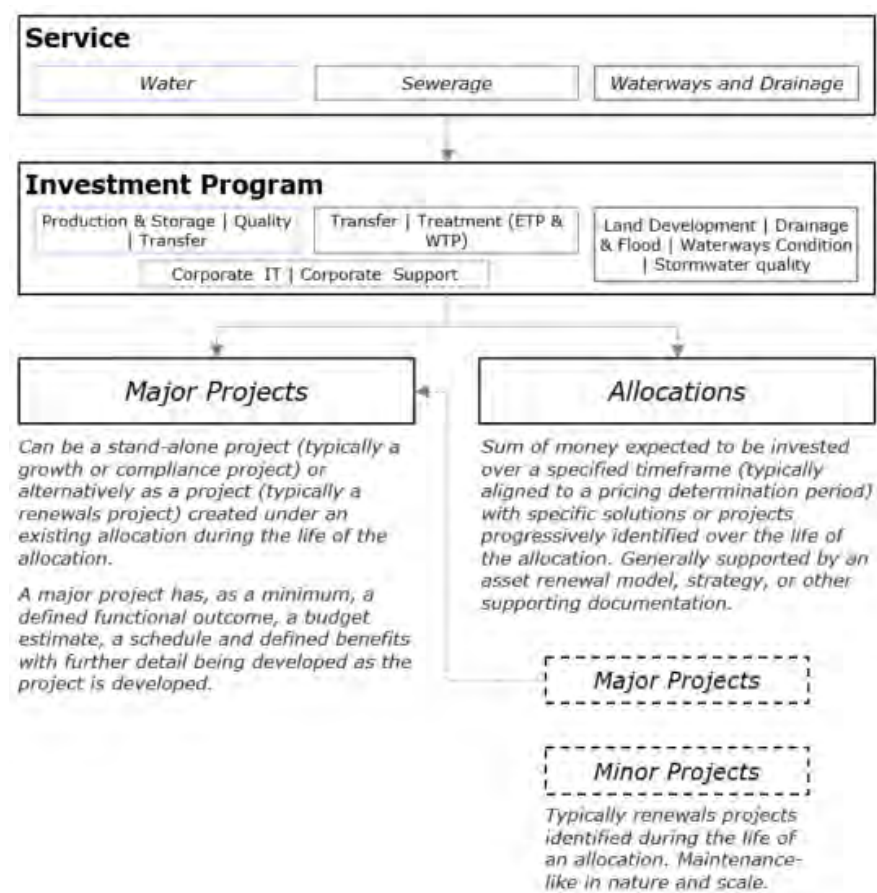 Service
Water
Sewerage
Waterways and Drainage
Investment Program
Production & Storage | Quality
| Transfer
Transfer | Treatment (ETP &
WTP)
Land Development | Drainage
& Flood | Waterways Condition
| Stormwater quality
Corporate IT | Corporate Support
Major Projects
Can be a stand-alone project (typically a
growth or compliance project) or
alternatively as a project (typically a
renewals project) created under an
existing allocation during the life of the
allocation.
A major project has, as a minimum, a
defined functional outcome, a budget
estimate, a schedule and defined benefits
with further detail being developed as the
project is developed.
Allocations
Sum of money expected to be invested
over a specified timeframe (typically
aligned to a pricing determination period)
with specific solutions or projects
progressively identified over the life of
the allocation. Generally supported by an
asset renewal model, strategy, or other
supporting documentation.
Major Projects
Minor Projects
Typically renewals projects
identified during the life of
an allocation. Maintenance-
like in nature and scale.